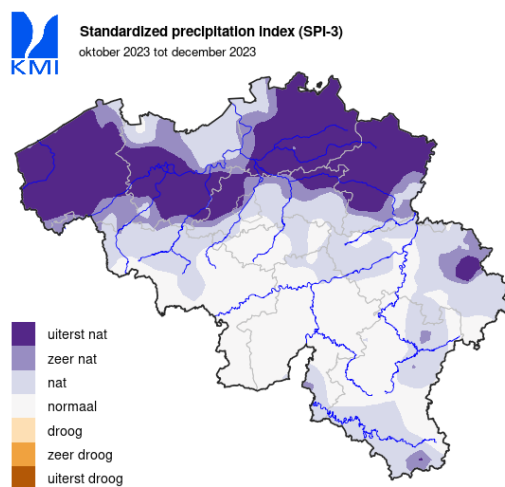 Standardized precipitation index (SPI-3)
oktober 2023 tot december 2023
KMI
uiterst nat
zeer nat
nat
normaal
droog
zeer droog
uiterst droog